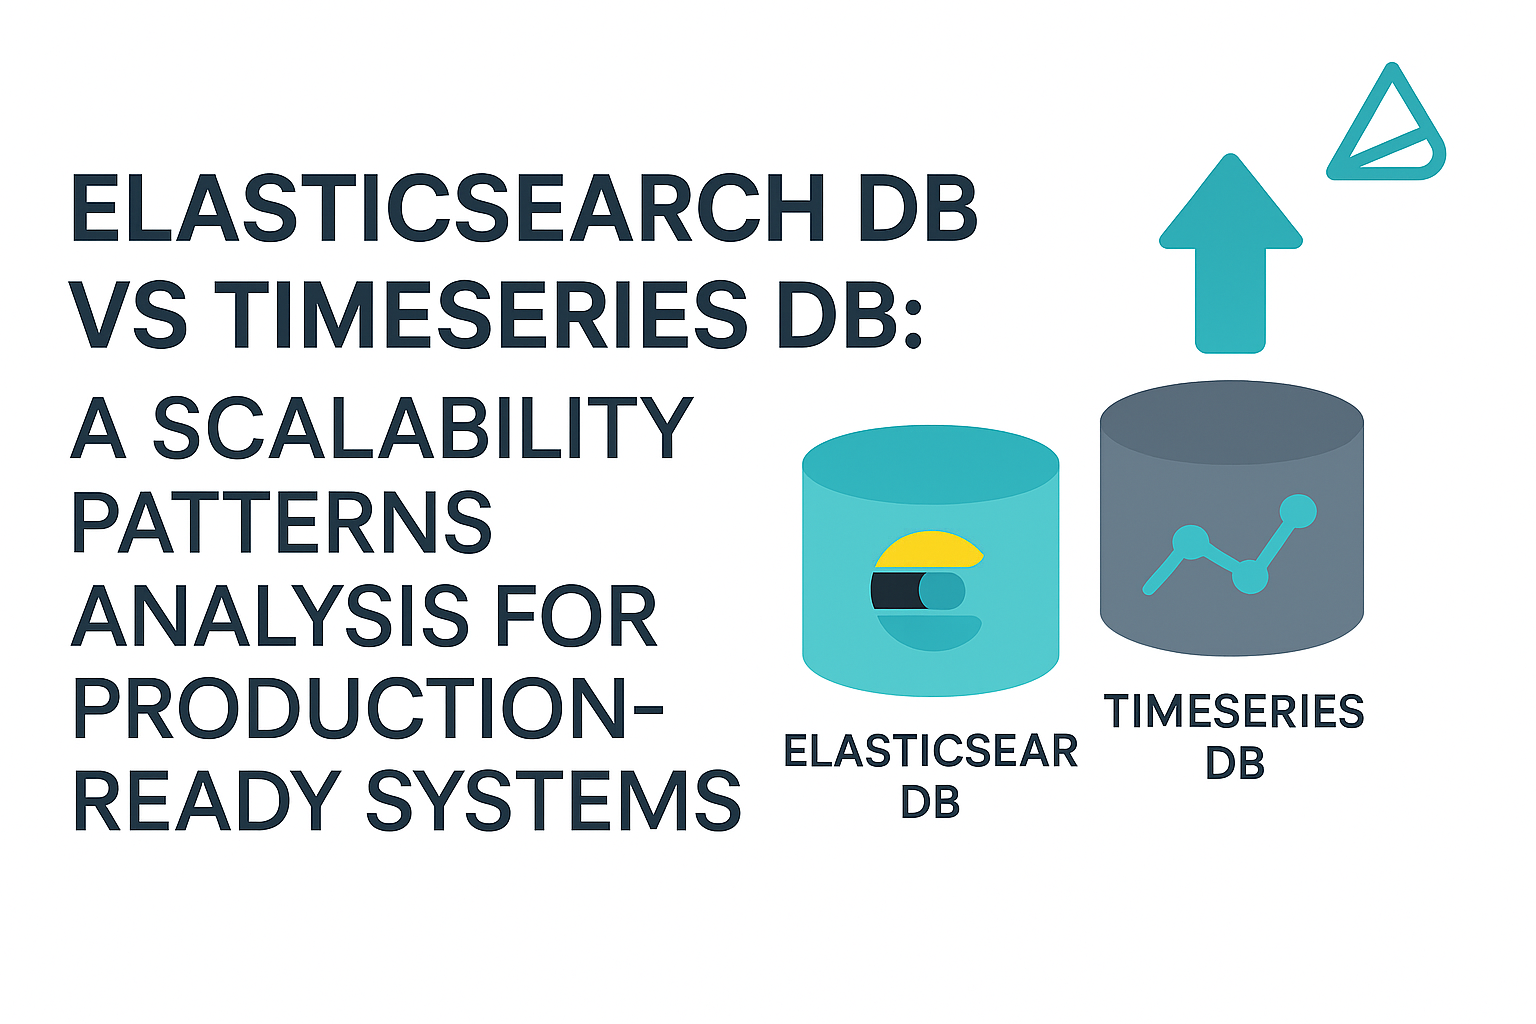 ELASTICSEARCH DB
VS TIMESERIES DB:
A SCALABILITY
PATTERNS
ANALYSIS FOR
PRODUCTION-
READY SYSTEMS
ELASTICSEAR
DB
TIMESERIES
DB